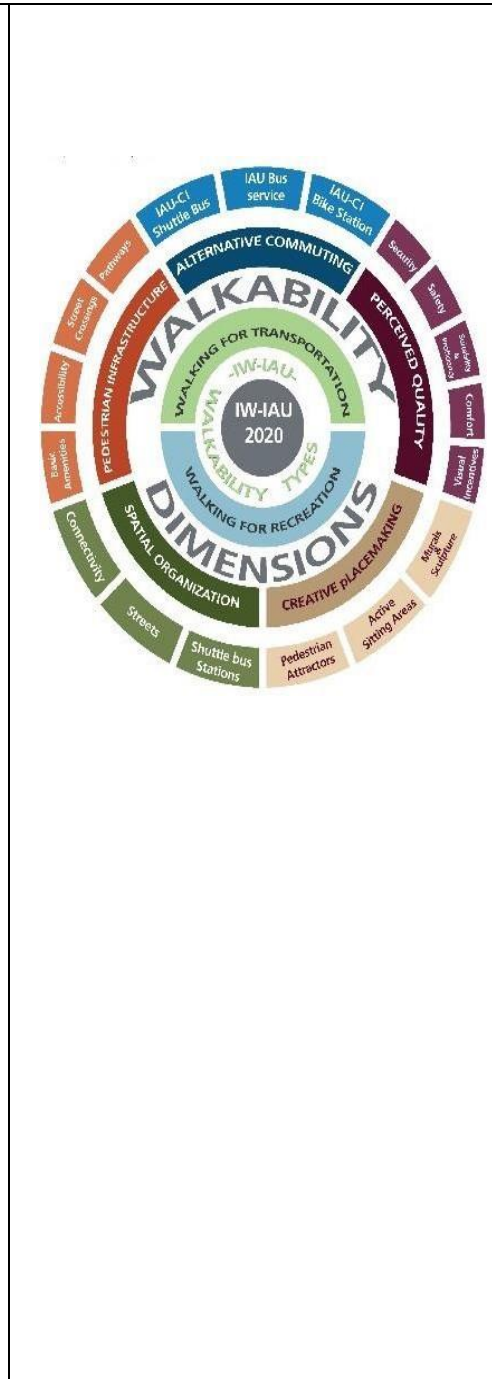 IW-IAU
2020
-IW-IAU-
WALKABILITY TYPES
WALKING FOR TRANSPORTATION
WALKING FOR RECREATION
WALKABILITY
DIMENSIONS
ALTERNATIVE COMMUTING
IAU-CI
Shuttle Bus
IAU Bus
service
IAU-CI
Bike Station
PERCEIVED QUALITY
Security
Safety
&
Comfort
Visual
Incentives
CREATIVE pLACEMAKING
Murals
&
Sculpture
Active
Sitting Areas
Pedestrian
Attractors
SPATIAL ORGANIZATION
Shuttle bus
Stations
Streets
Connectivity
PEDESTRIAN INFRASTRUCTURE
Basic
Amenities
Accessibility
Street
Crossings
Pathways